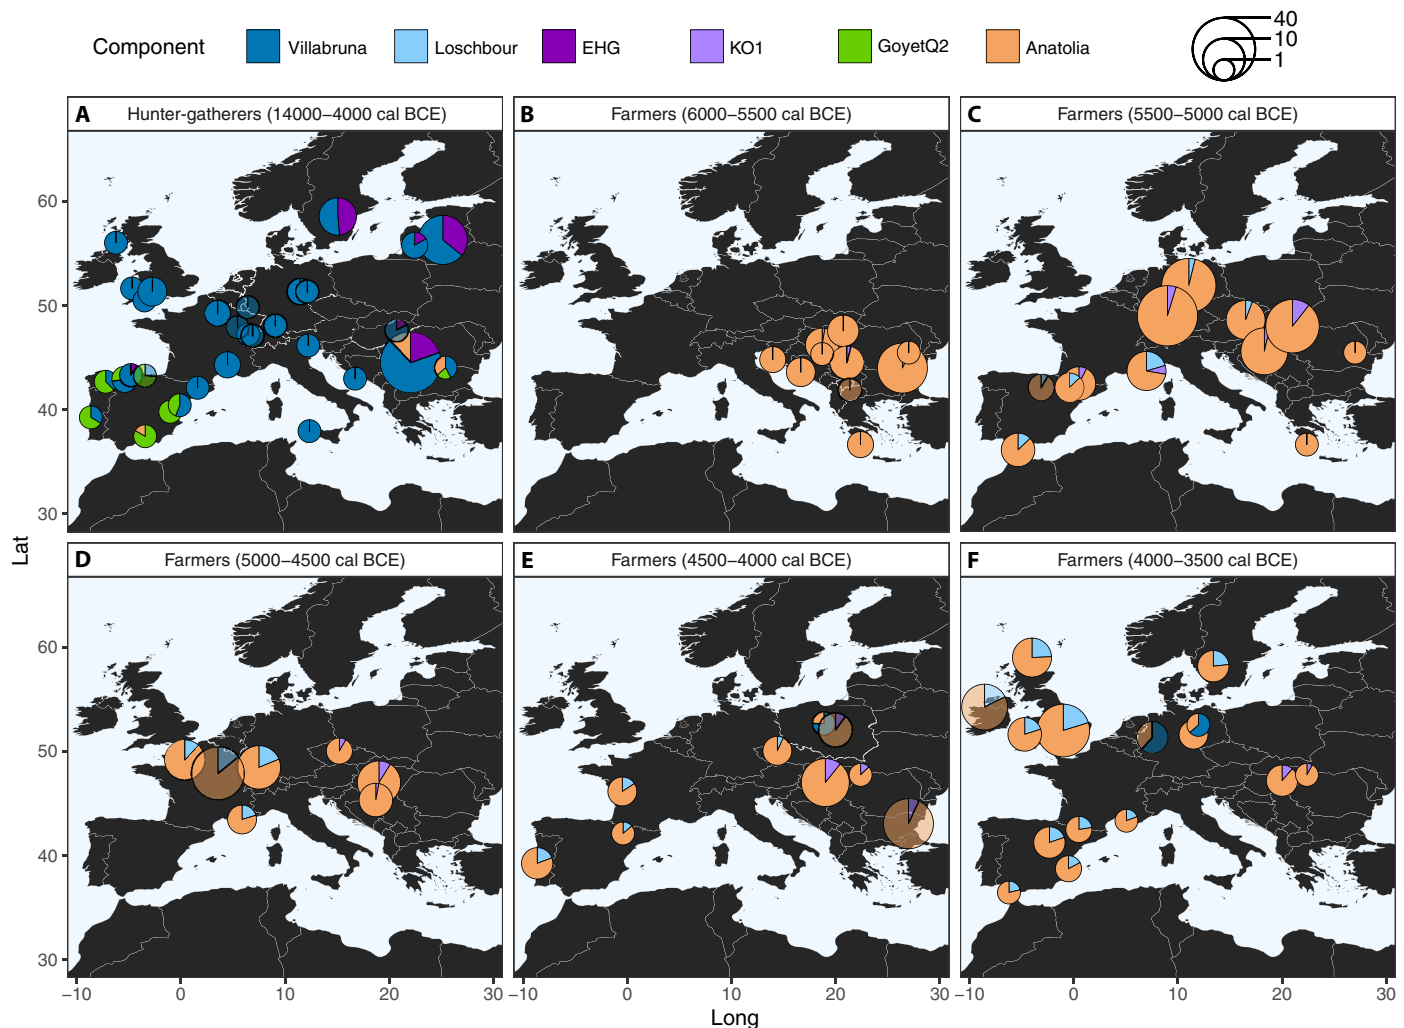 Component Villabruna Loschbour EHG KO1 GoyetQ2 Anatolia
40
10
1
A Hunter-gatherers (14000–4000 cal BCE)
B Farmers (6000–5500 cal BCE)
C Farmers (5500–5000 cal BCE)
60
50
40
30
D Farmers (5000–4500 cal BCE)
E Farmers (4500–4000 cal BCE)
F Farmers (4000–3500 cal BCE)
60
50
40
30
Lat
−10 0 10 20 30
−10 0 10 20 30
−10 0 10 20 30
Long